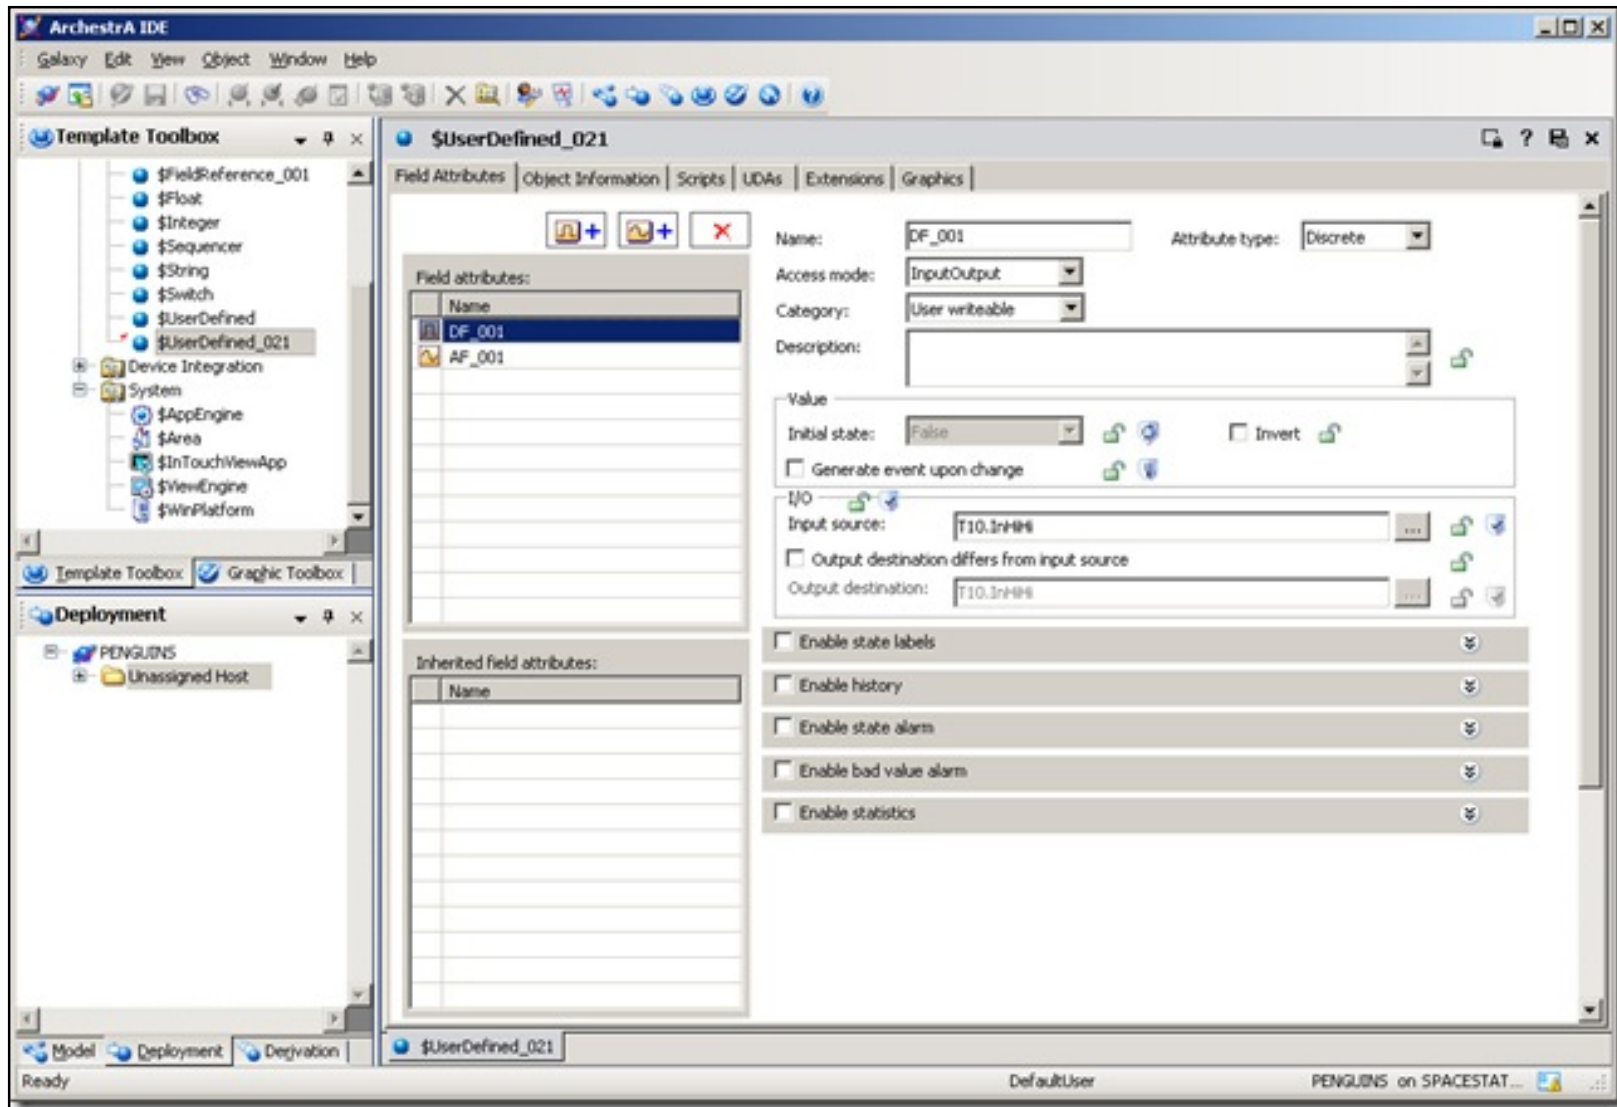 ArchestrA IDE
Galaxy Edit View Object Window Help
Template Toolbox
$FieldReference_001
$Float
$Integer
$Sequencer
$String
$Switch
$UserDefined
$UserDefined_021
Device Integration
System
$AppEngine
$Area
$InTouchViewApp
$ViewEngine
$WinPlatform
Template Toolbox Graphic Toolbox
Deployment
PENGUINS
Unassigned Host
Model Deployment Derivation
$UserDefined_021
Field Attributes Object Information Scripts UDAs Extensions Graphics
Field attributes:
Name
DF_001
AF_001
Inherited field attributes:
Name
Name: DF_001 Attribute type: Discrete
Access mode: InputOutput
Category: User writeable
Description:
Value
Initial state: False Invert
Generate event upon change
I/O
Input source: T10.InHiHi ...
Output destination differs from input source
Output destination: T10.InHiHi ...
Enable state labels
Enable history
Enable state alarm
Enable bad value alarm
Enable statistics
$UserDefined_021
Ready DefaultUser PENGUINS on SPACESTAT...